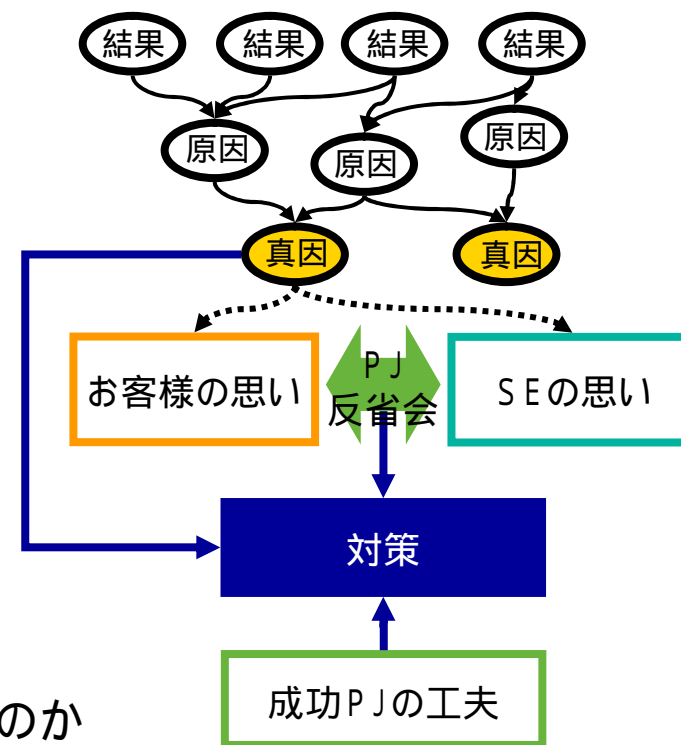 結果 結果 結果 結果
原因 原因 原因
真因 真因
お客様の思い
ＰＪ
反省会
ＳＥの思い
対策
成功ＰＪの工夫
のか